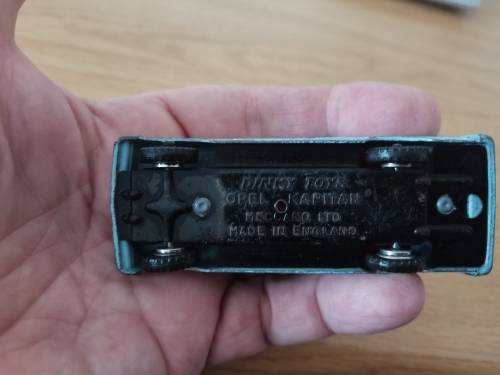 DINKY TOYS
OPEL KAPITAN
MECCANO LTD
MADE IN ENGLAND